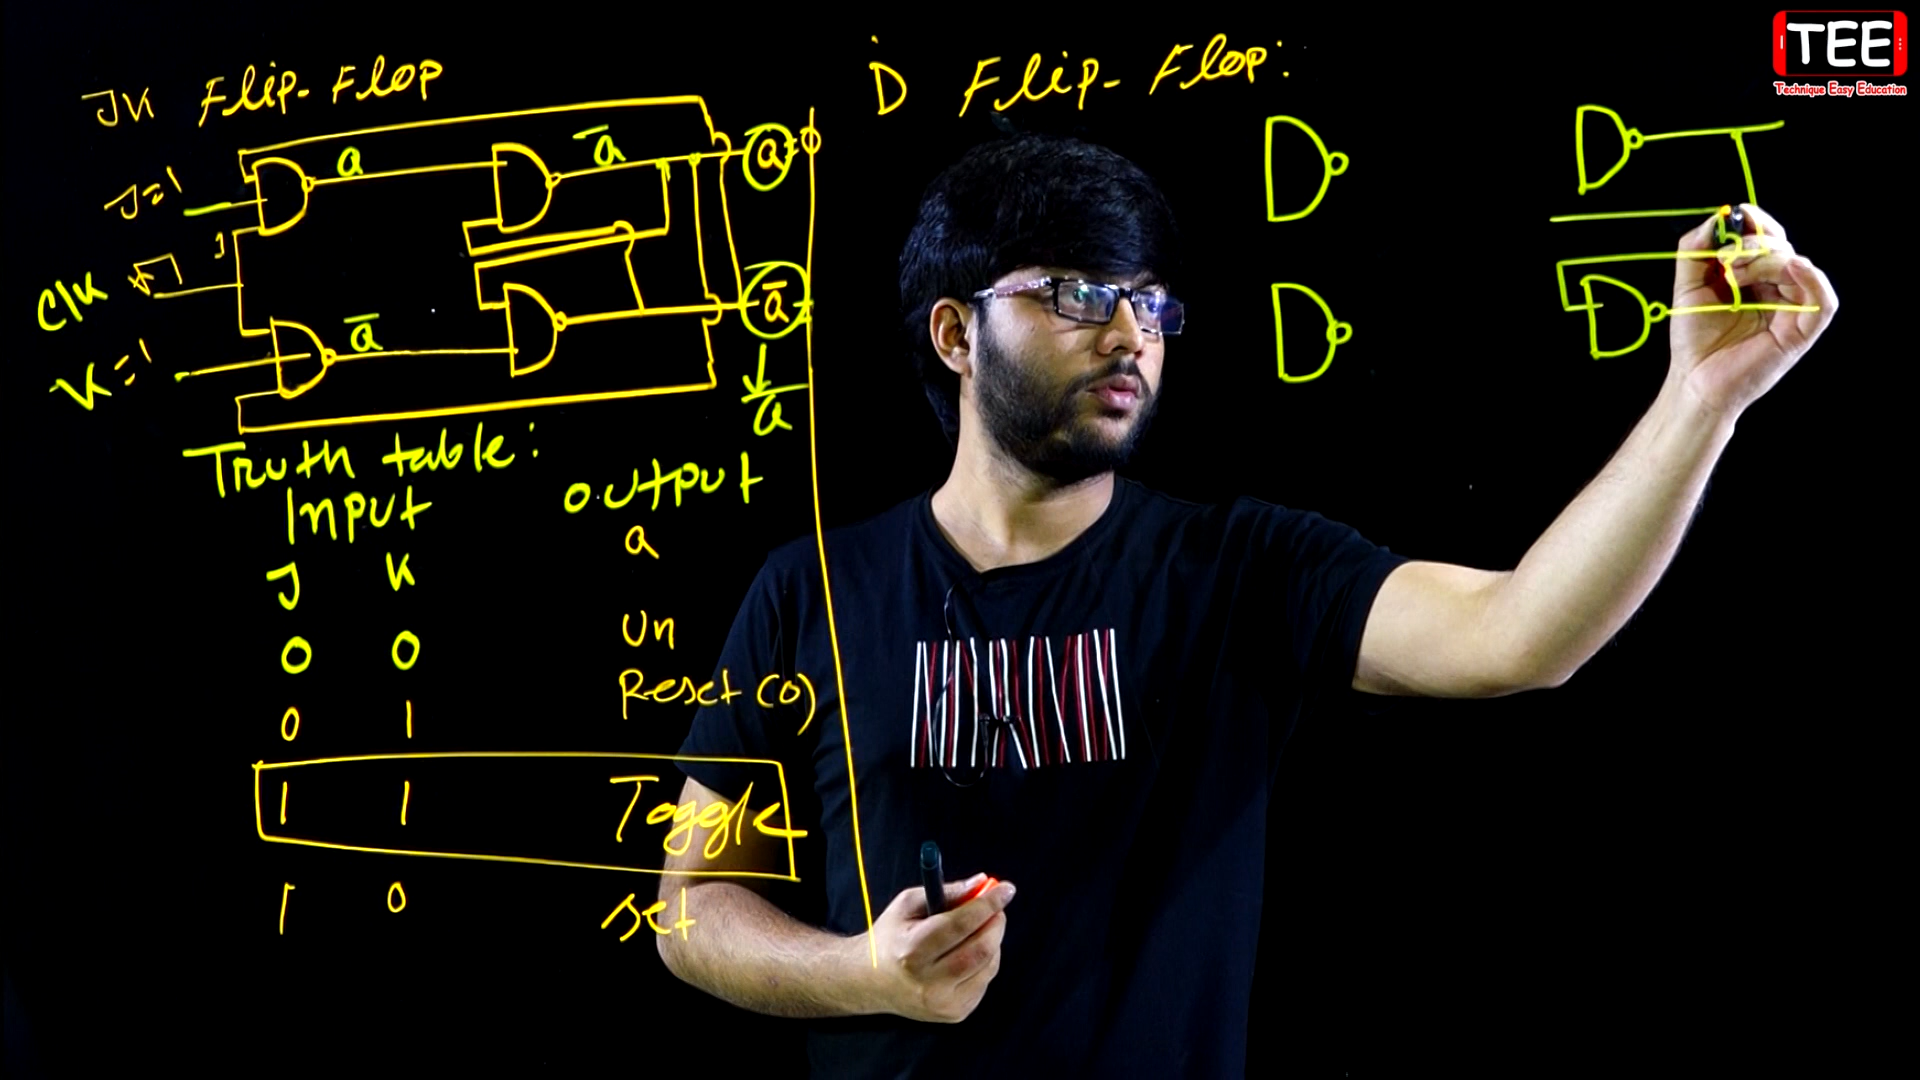 JK Flip-Flop
a
ā
a
J=1
1
Clk
ā
ā
K=1
a
Truth table:
Input
output
a
J K
0 0 Un
0 1 Reset (0)
1 1 Toggle
1 0 set
D Flip-Flop:
TEE
Technique Easy Education